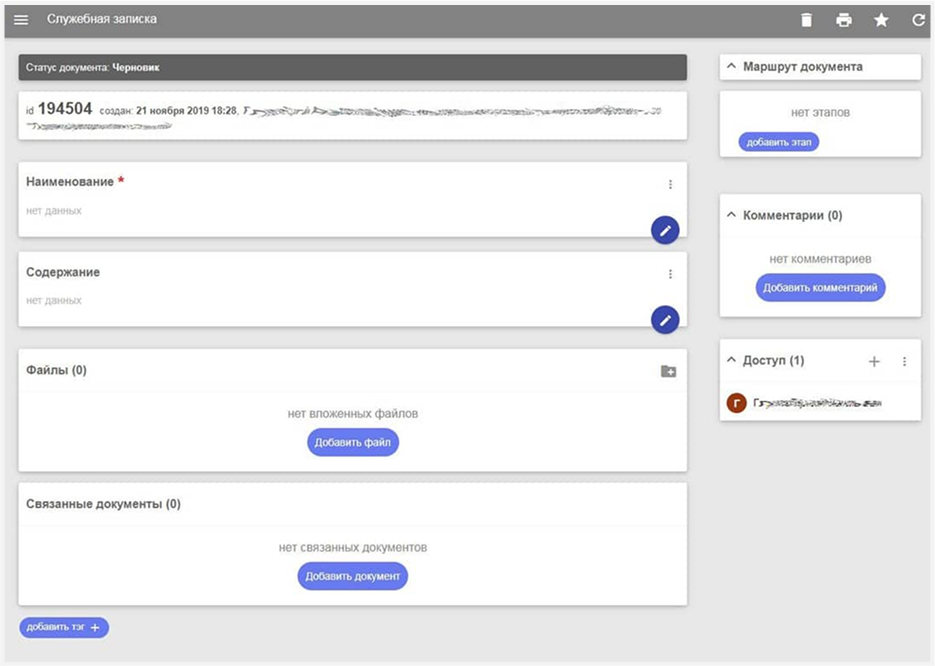 Служебная записка
Статус документа: Черновик
id 194504 создан: 21 ноября 2019 18:28,
Наименование *
нет данных
Содержание
нет данных
Файлы (0)
нет вложенных файлов
Добавить файл
Связанные документы (0)
нет связанных документов
Добавить документ
добавить тэг +
Маршрут документа
нет этапов
добавить этап
Комментарии (0)
нет комментариев
Добавить комментарий
Доступ (1)
Г